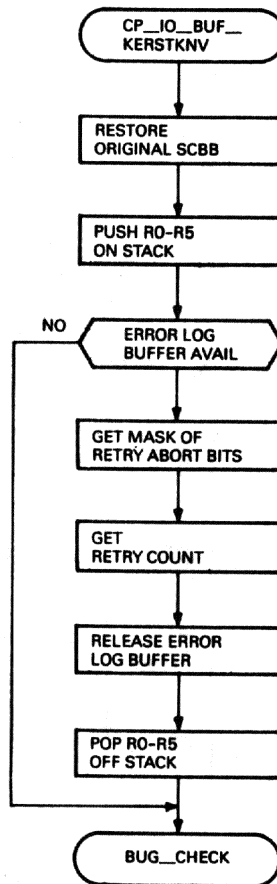 CP__IO__BUF__
KERSTKNV
RESTORE
ORIGINAL SCBB
PUSH R0-R5
ON STACK
NO
ERROR LOG
BUFFER AVAIL
GET MASK OF
RETRY ABORT BITS
GET
RETRY COUNT
RELEASE ERROR
LOG BUFFER
POP R0-R5
OFF STACK
BUG__CHECK